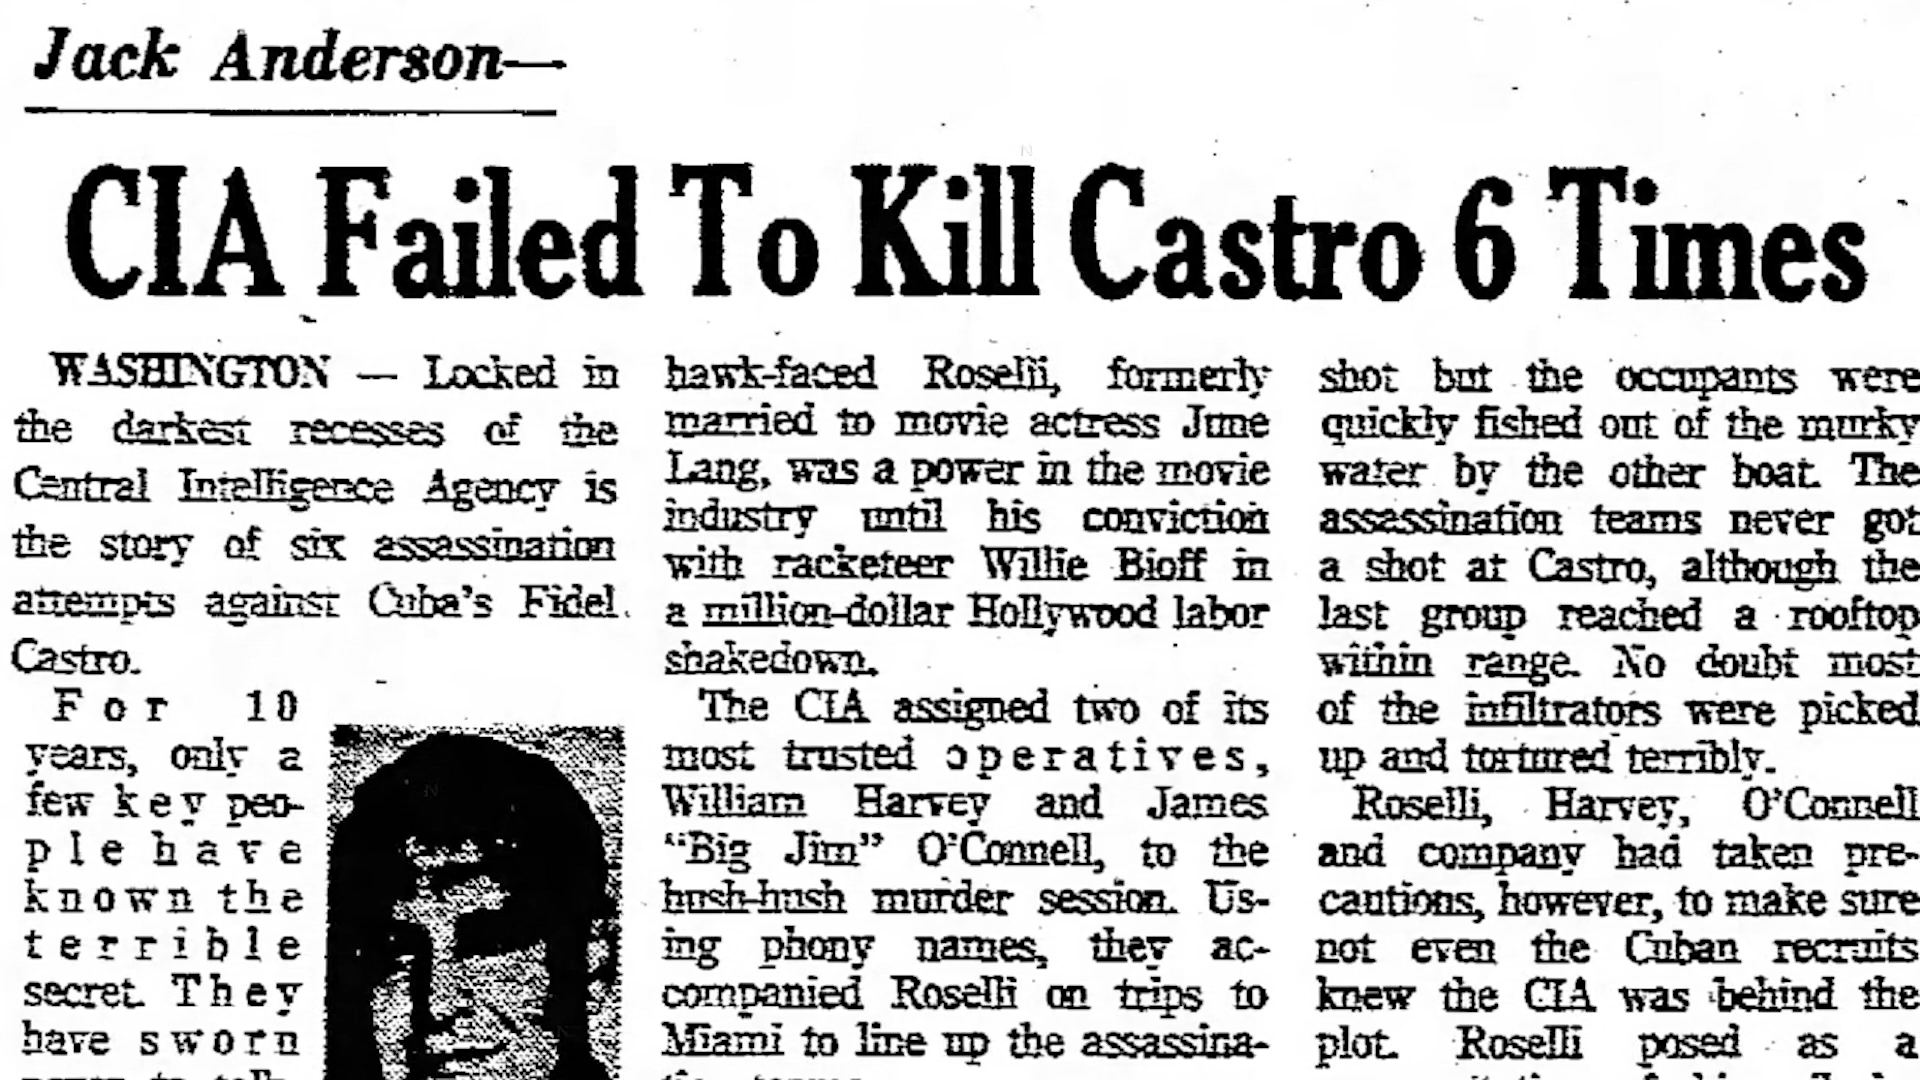 Jack Anderson—
CIA Failed To Kill Castro 6 Times
WASHINGTON — Locked in
the darkest recesses of the
Central Intelligence Agency is
the story of six assassination
attempts against Cuba's Fidel
Castro.
For 10
years, only a
few key peo-
ple have
known the
terrible
secret. They
have sworn
never to talk.
hawk-faced Roselli, formerly
married to movie actress June
Lang, was a power in the movie
industry until his conviction
with racketeer Willie Bioff in
a million-dollar Hollywood labor
shakedown.
The CIA assigned two of its
most trusted operatives,
William Harvey and James
"Big Jim" O'Connell, to the
hush-hush murder session. Us-
ing phony names, they ac-
companied Roselli on trips to
Miami to line up the assassina-
shot but the occupants were
quickly fished out of the murky
water by the other boat. The
assassination teams never got
a shot at Castro, although the
last group reached a rooftop
within range. No doubt most
of the infiltrators were picked
up and tortured terribly.
Roselli, Harvey, O'Connell
and company had taken pre-
cautions, however, to make sure
not even the Cuban recruits
knew the CIA was behind the
plot. Roselli posed as a